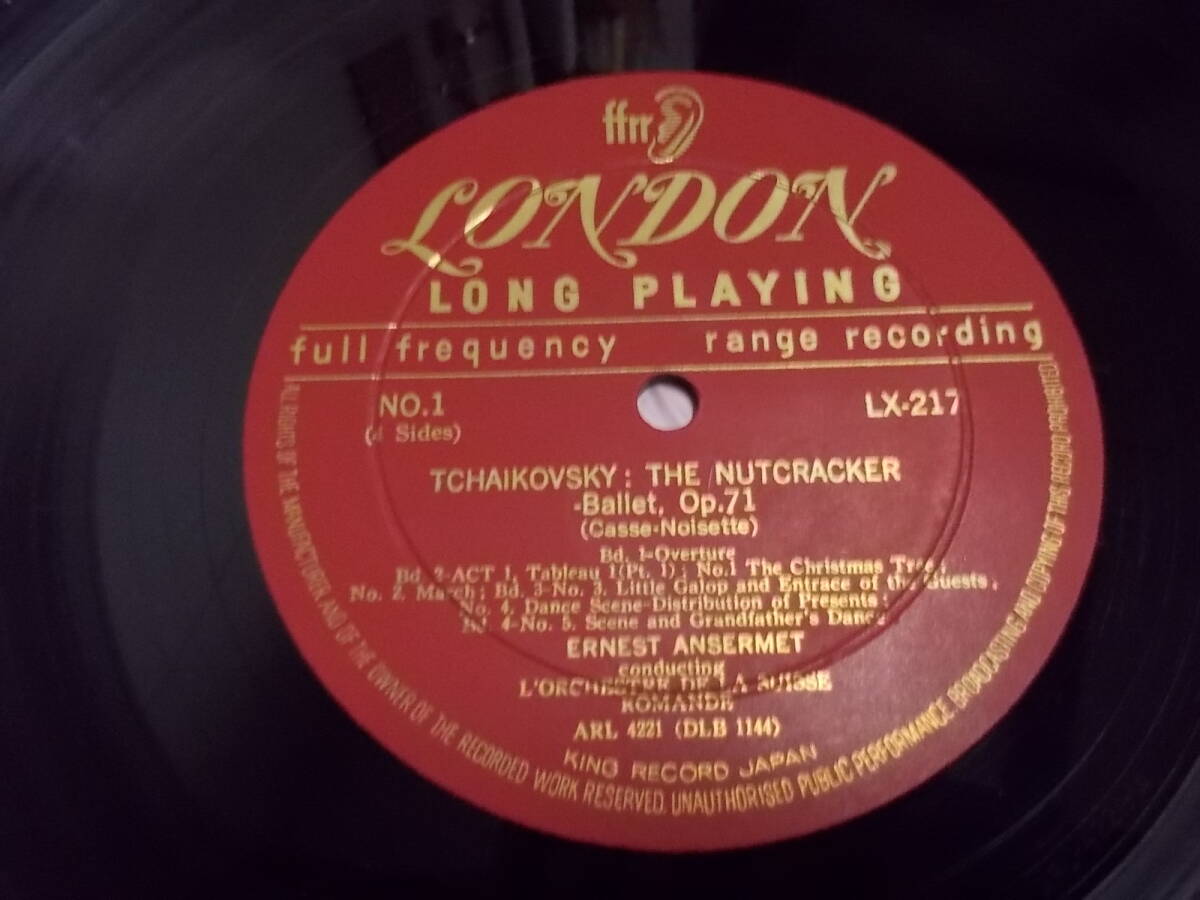 ffrr
LONDON
LONG PLAYING
full frequency range recording
NO.1 LX-217
(4 Sides)
TCHAIKOVSKY: THE NUTCRACKER
-Ballet, Op.71
(Casse-Noisette)
Bd. 1-Overture
Bd. 2-ACT 1, Tableau 1(Pt. 1): No.1 The Christmas Tree;
No. 2. March; Bd. 3-No. 3. Little Galop and Entrace of the Guests;
No. 4. Dance Scene-Distribution of Presents;
Bd. 4-No. 5. Scene and Grandfather's Dance
ERNEST ANSERMET
conducting
L'ORCHESTRE DE LA SUISSE
ROMANDE
ARL 4221 (DLB 1144)
KING RECORD JAPAN
ALL RIGHTS OF THE MANUFACTURER AND OF THE OWNER OF THE RECORDED WORK RESERVED. UNAUTHORISED PUBLIC PERFORMANCE. BROADCASTING AND COPYING OF THIS RECORD PROHIBITED